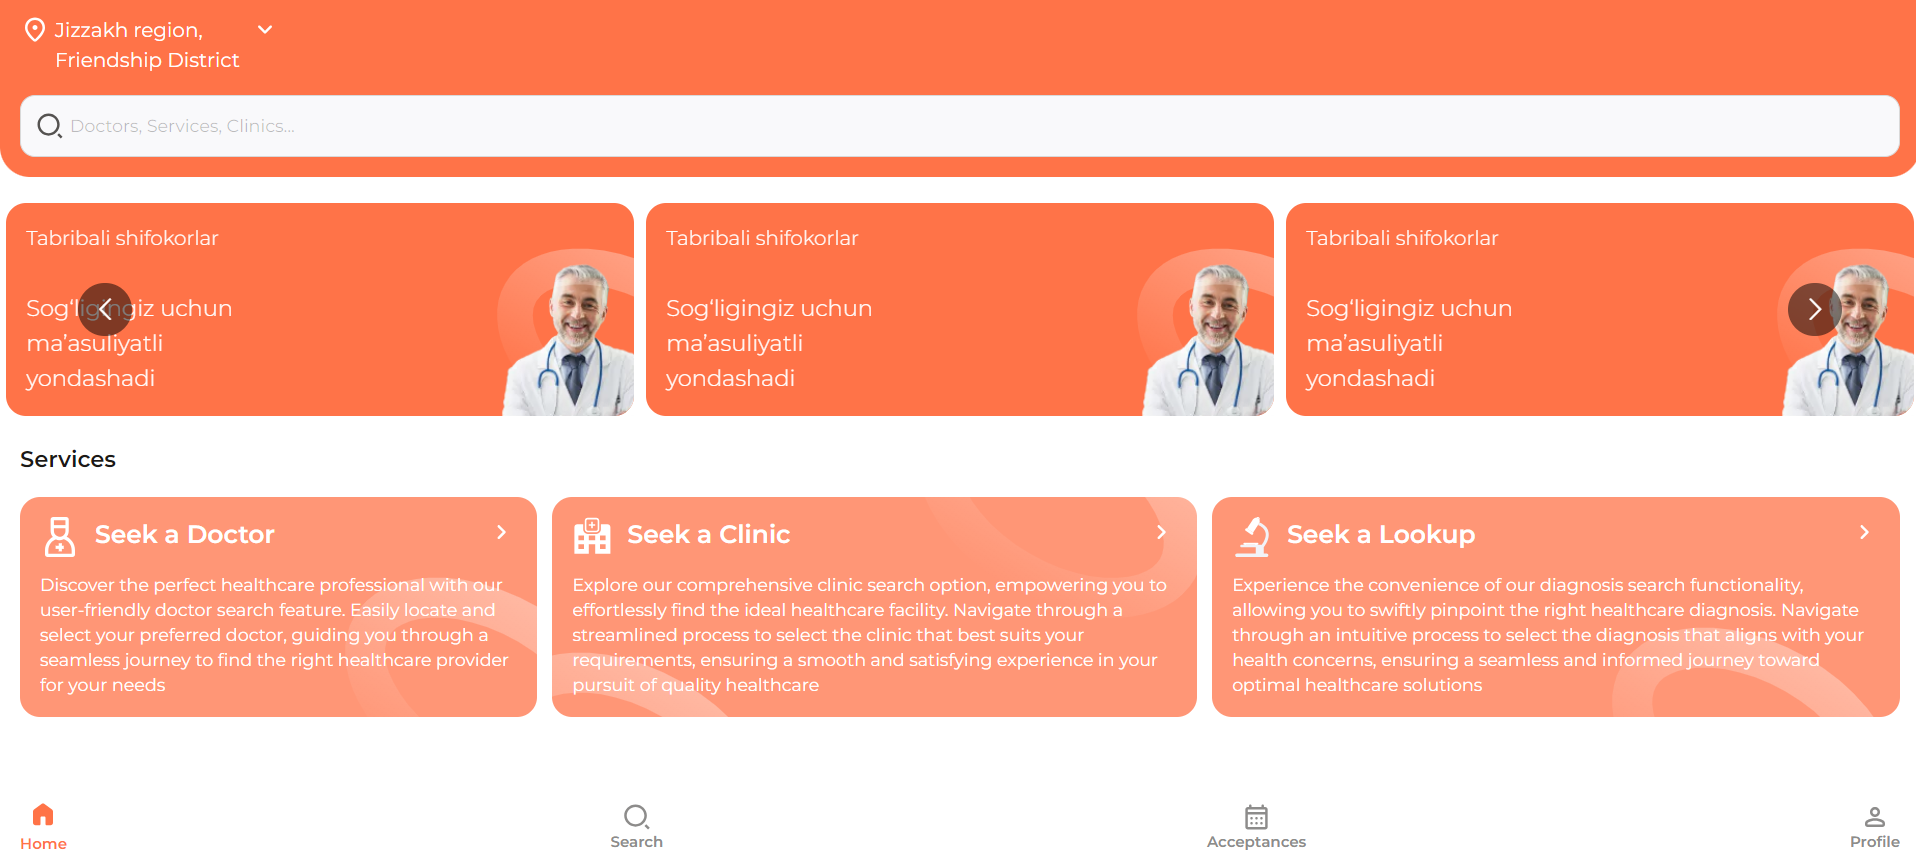 Jizzakh region,
Friendship District
Doctors, Services, Clinics...
Tabribali shifokorlar
Sog‘ligingiz uchun
ma’asuliyatli
yondashadi
Tabribali shifokorlar
Sog‘ligingiz uchun
ma’asuliyatli
yondashadi
Tabribali shifokorlar
Sog‘ligingiz uchun
ma’asuliyatli
yondashadi
Services
Seek a Doctor
Discover the perfect healthcare professional with our
user-friendly doctor search feature. Easily locate and
select your preferred doctor, guiding you through a
seamless journey to find the right healthcare provider
for your needs
Seek a Clinic
Explore our comprehensive clinic search option, empowering you to
effortlessly find the ideal healthcare facility. Navigate through a
streamlined process to select the clinic that best suits your
requirements, ensuring a smooth and satisfying experience in your
pursuit of quality healthcare
Seek a Lookup
Experience the convenience of our diagnosis search functionality,
allowing you to swiftly pinpoint the right healthcare diagnosis. Navigate
through an intuitive process to select the diagnosis that aligns with your
health concerns, ensuring a seamless and informed journey toward
optimal healthcare solutions
Home
Search
Acceptances
Profile